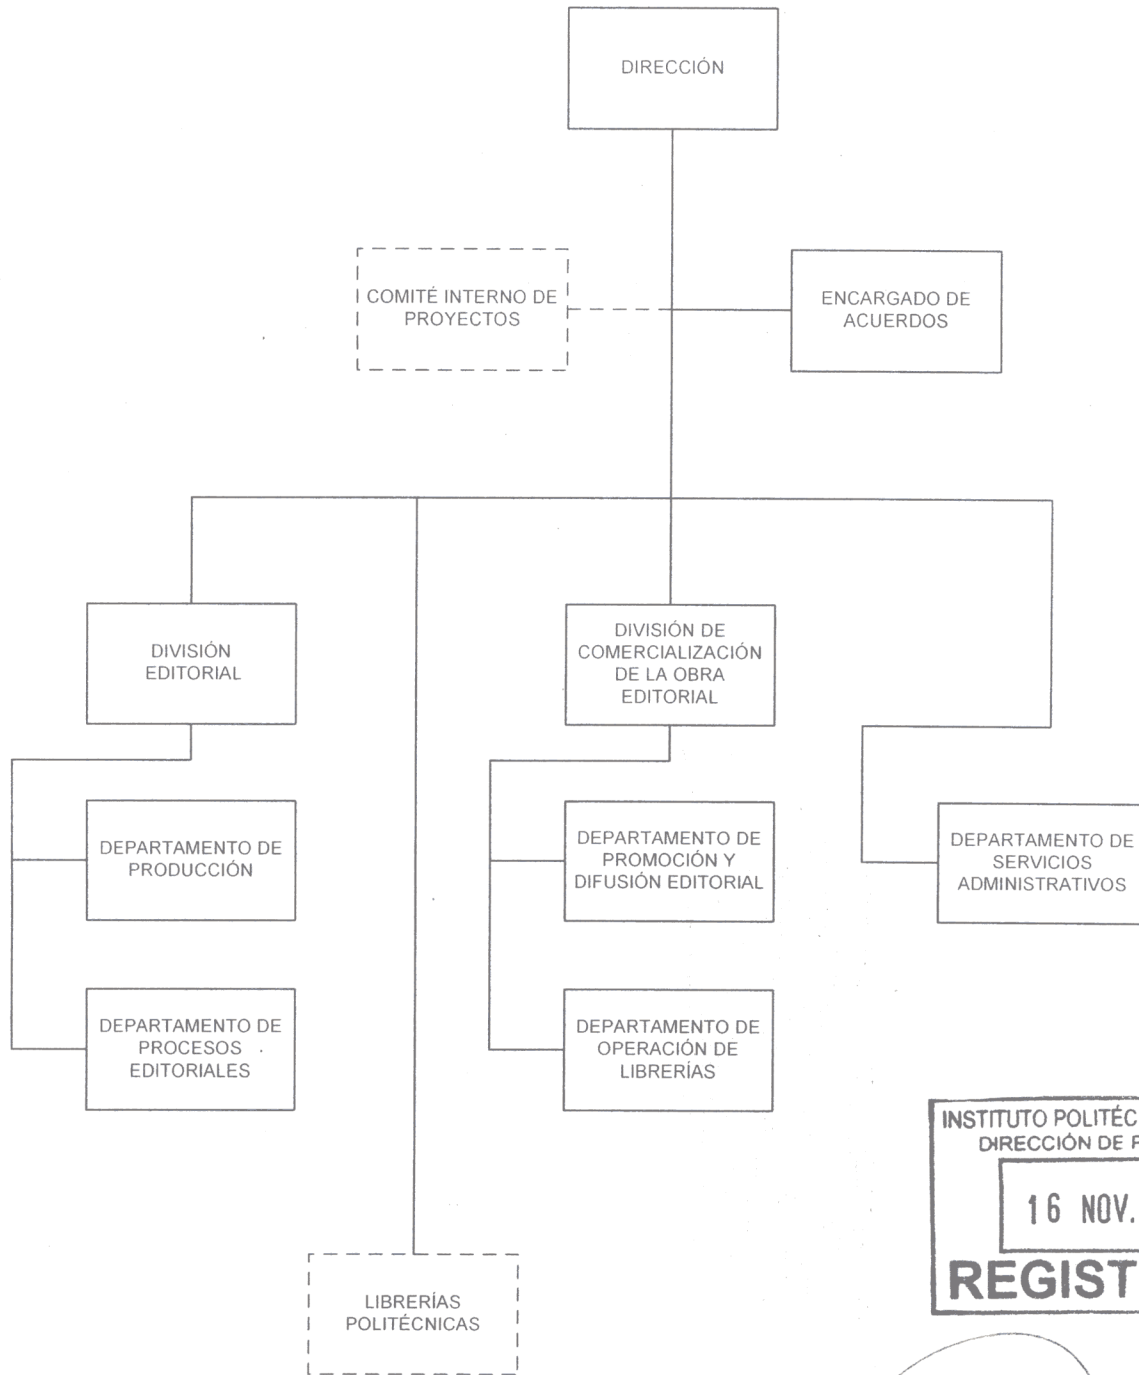 DIRECCIÓN
COMITÉ INTERNO DE
PROYECTOS
ENCARGADO DE
ACUERDOS
DIVISIÓN
EDITORIAL
DIVISIÓN DE
COMERCIALIZACIÓN
DE LA OBRA
EDITORIAL
DEPARTAMENTO DE
PRODUCCIÓN
DEPARTAMENTO DE
PROMOCIÓN Y
DIFUSIÓN EDITORIAL
DEPARTAMENTO DE
SERVICIOS
ADMINISTRATIVOS
DEPARTAMENTO DE
PROCESOS
EDITORIALES
DEPARTAMENTO DE
OPERACIÓN DE
LIBRERÍAS
INSTITUTO POLITÉC
DIRECCIÓN DE
16 NOV.
REGIST
LIBRERÍAS
POLITÉCNICAS